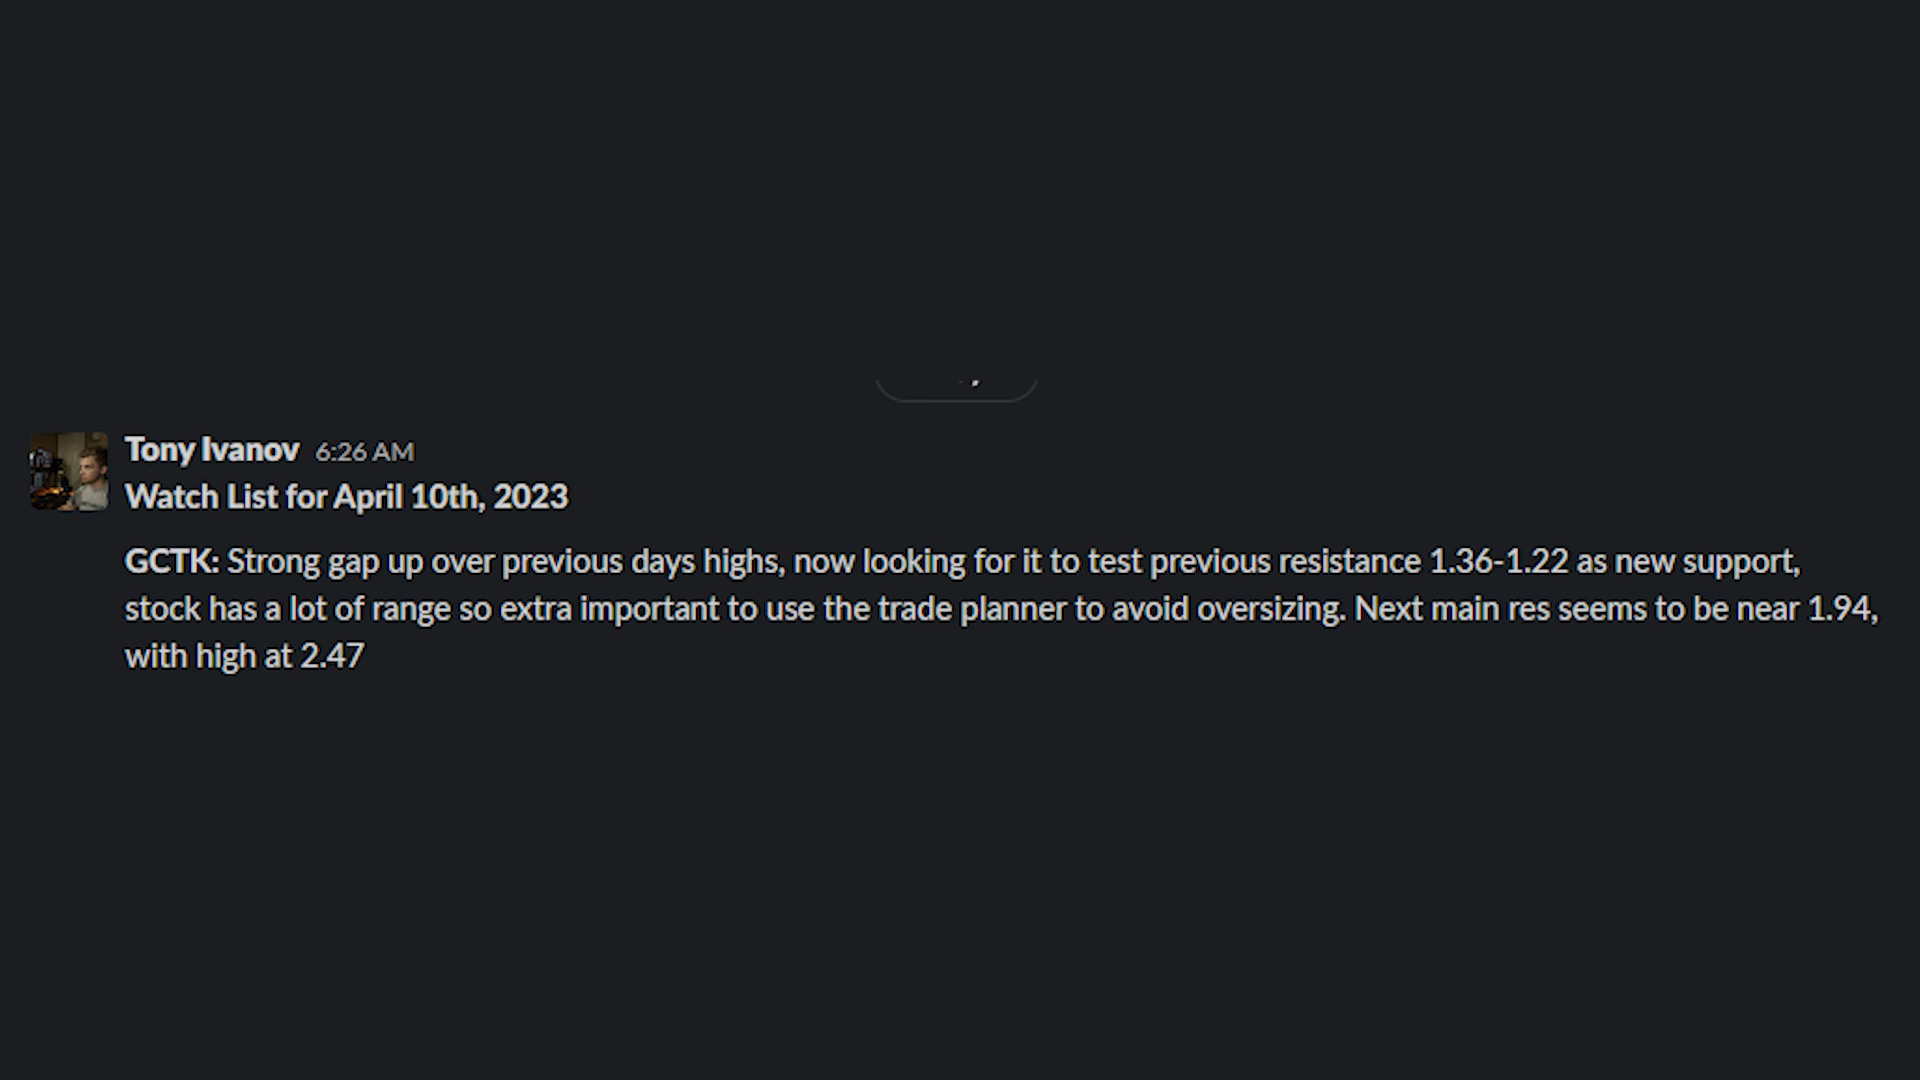 Tony Ivanov 6:26 AM
Watch List for April 10th, 2023
GCTK: Strong gap up over previous days highs, now looking for it to test previous resistance 1.36-1.22 as new support,
stock has a lot of range so extra important to use the trade planner to avoid oversizing. Next main res seems to be near 1.94,
with high at 2.47